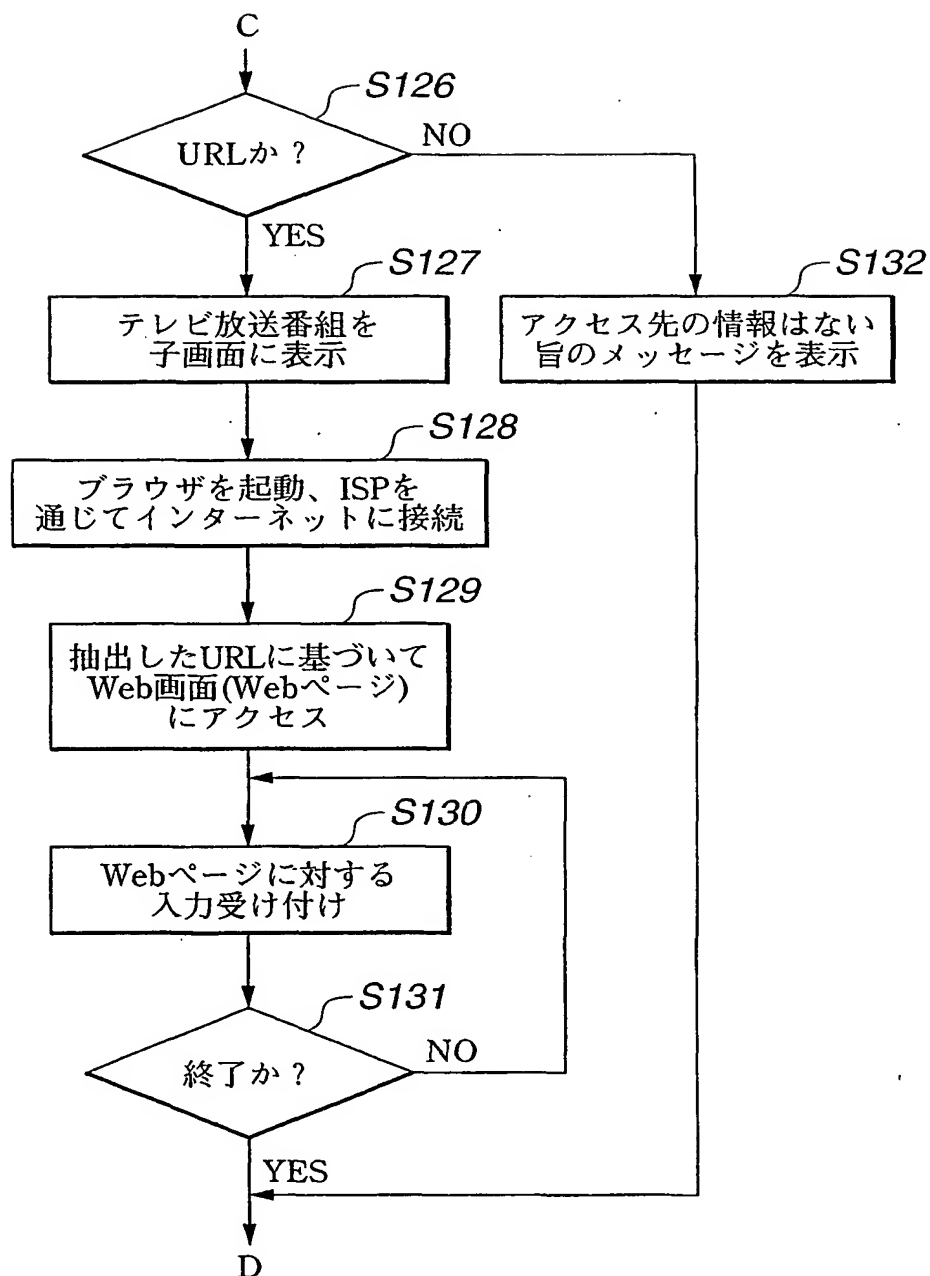 C
S126
URLか？
NO
YES
S127
テレビ放送番組を
子画面に表示
S132
アクセス先の情報はない
旨のメッセージを表示
S128
ブラウザを起動、ISPを
通じてインターネットに接続
S129
抽出したURLに基づいて
Web画面(Webページ)
にアクセス
S130
Webページに対する
入力受け付け
S131
終了か？
NO
YES
D